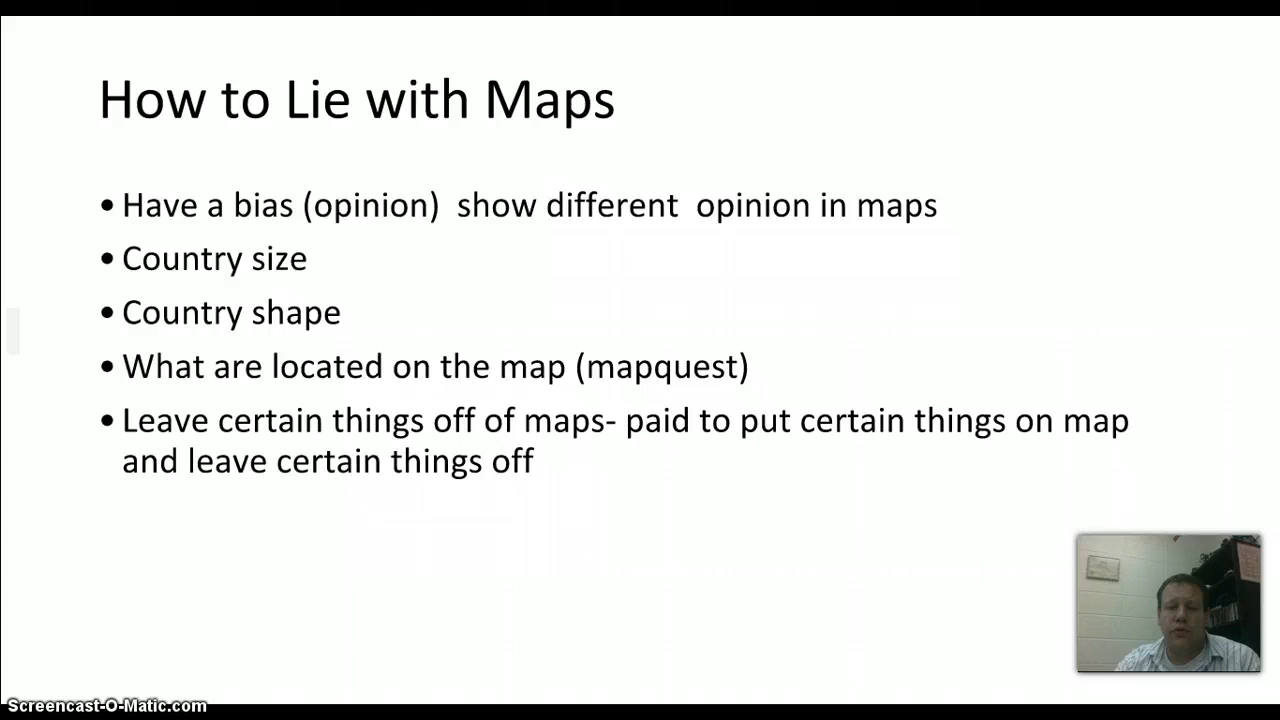 How to Lie with Maps
• Have a bias (opinion)  show different  opinion in maps
• Country size
• Country shape
• What are located on the map (mapquest)
• Leave certain things off of maps- paid to put certain things on map
and leave certain things off
Screencast-O-Matic.com